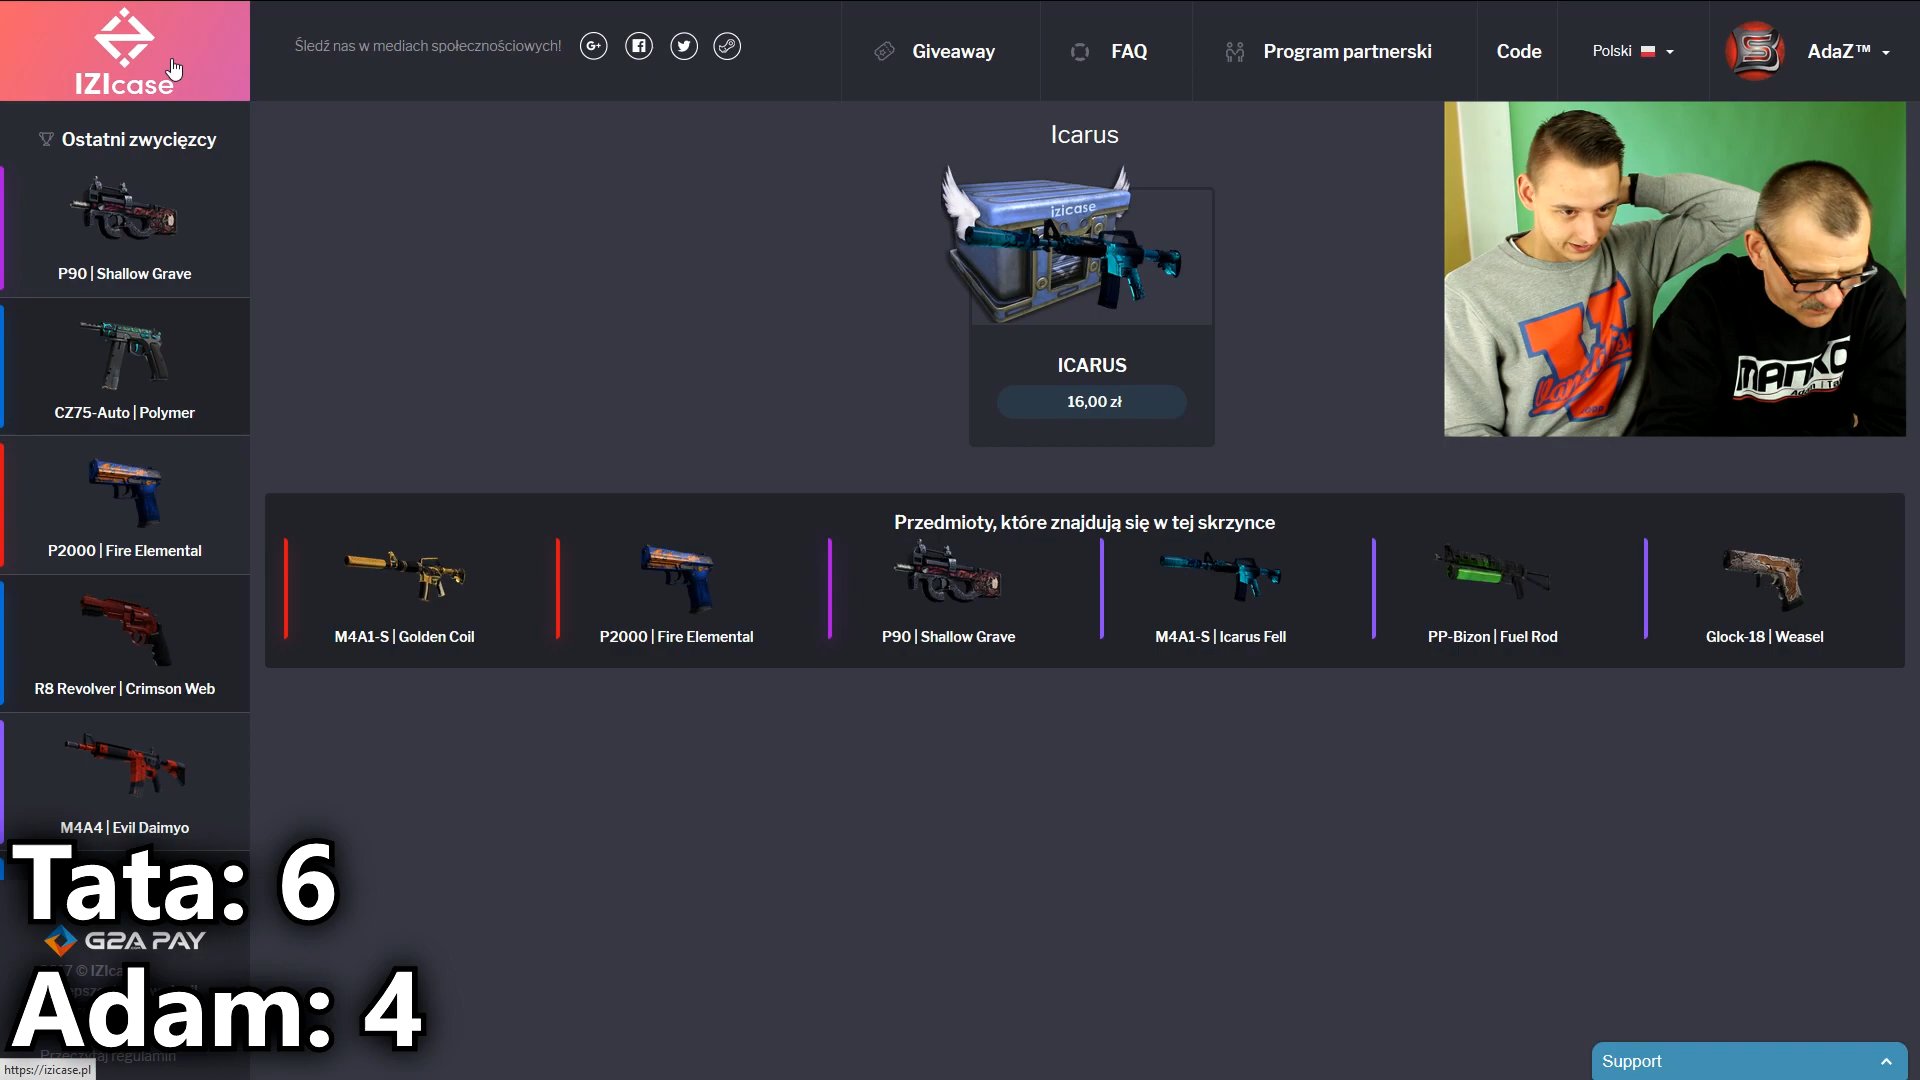 IZIcase
Śledź nas w mediach społecznościowych!
G+
Giveaway
FAQ
Program partnerski
Code
Polski
AdaZ™
Ostatni zwycięzcy
P90 | Shallow Grave
CZ75-Auto | Polymer
P2000 | Fire Elemental
R8 Revolver | Crimson Web
M4A4 | Evil Daimyo
Icarus
izicase
ICARUS
16,00 zł
Przedmioty, które znajdują się w tej skrzynce
M4A1-S | Golden Coil
P2000 | Fire Elemental
P90 | Shallow Grave
M4A1-S | Icarus Fell
PP-Bizon | Fuel Rod
Glock-18 | Weasel
Tata: 6
G2A PAY
© IZIca
Adam: 4
Przeczytaj regulamin
https://izicase.pl
Support